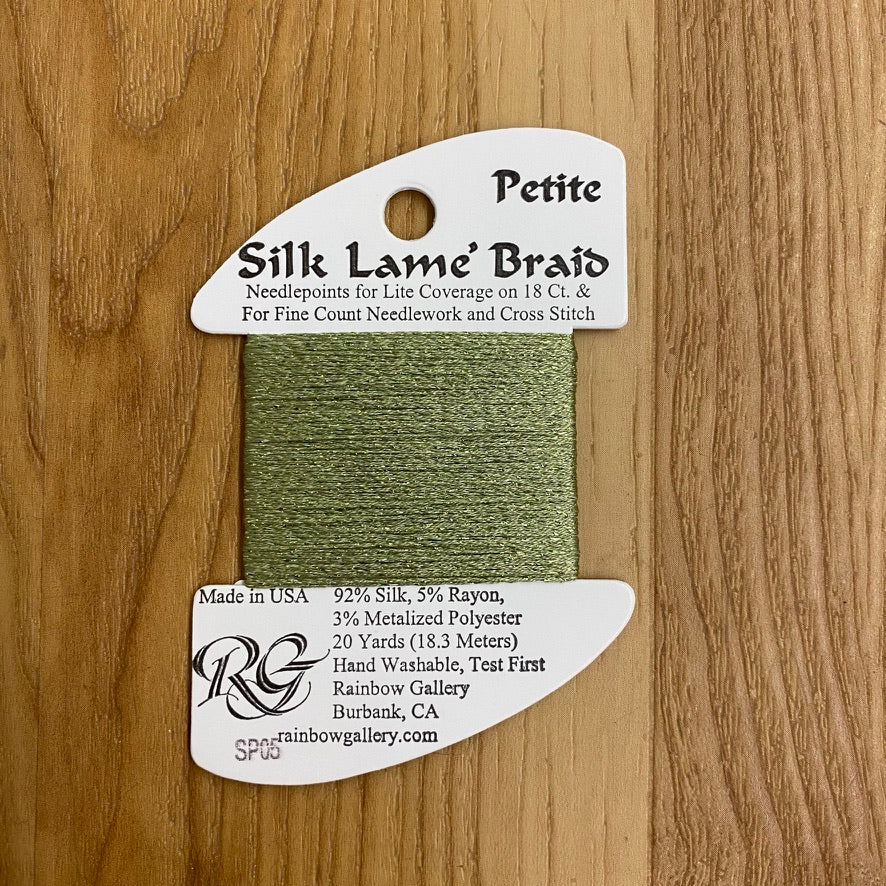 Petite
Silk Lame' Braid
Needlepoints for Lite Coverage on 18 Ct. &
For Fine Count Needlework and Cross Stitch
Made in USA
92% Silk, 5% Rayon,
3% Metalized Polyester
20 Yards (18.3 Meters)
Hand Washable, Test First
Rainbow Gallery
Burbank, CA
rainbowgallery.com
RG
SP05